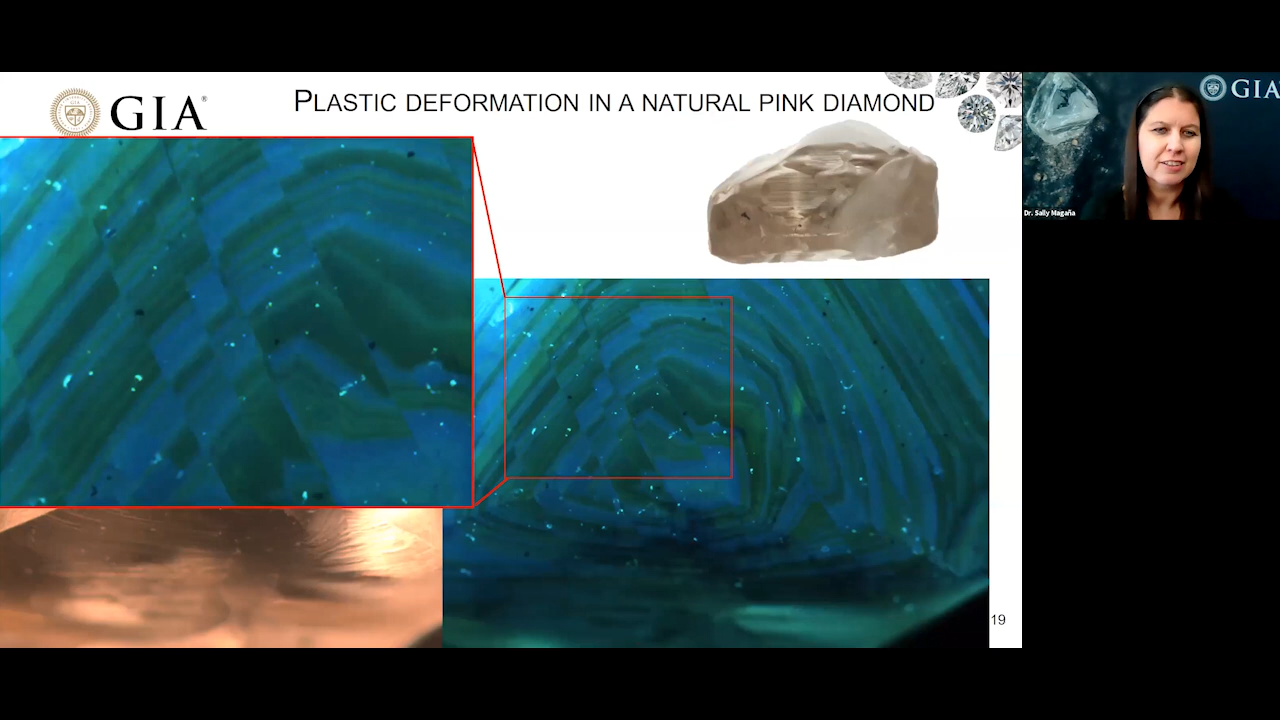 GIA®
PLASTIC DEFORMATION IN A NATURAL PINK DIAMOND
GIA
Dr. Sally Magaña
19